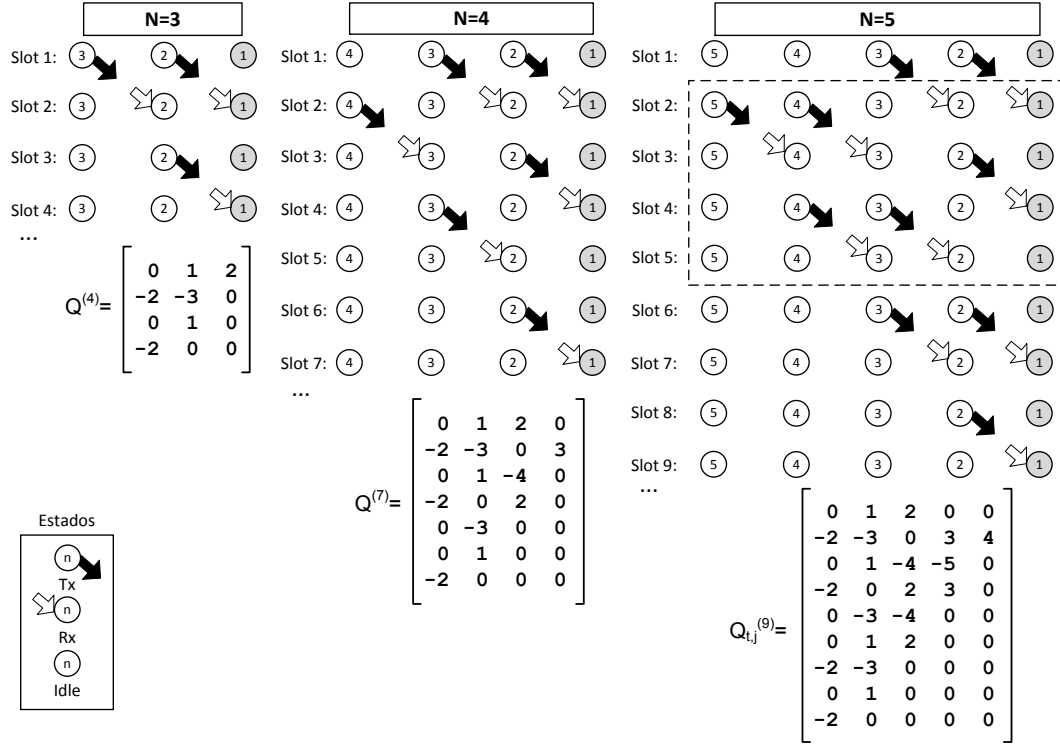 N=3
Slot 1: 3 2 1
Slot 2: 3 2 1
Slot 3: 3 2 1
Slot 4: 3 2 1
...
Q(4)=
0 1 2
-2 -3 0
0 1 0
-2 0 0
N=4
Slot 1: 4 3 2 1
Slot 2: 4 3 2 1
Slot 3: 4 3 2 1
Slot 4: 4 3 2 1
Slot 5: 4 3 2 1
Slot 6: 4 3 2 1
Slot 7: 4 3 2 1
...
Q(7)=
0 1 2 0
-2 -3 0 3
0 1 -4 0
-2 0 2 0
0 -3 0 0
0 1 0 0
-2 0 0 0
N=5
Slot 1: 5 4 3 2 1
Slot 2: 5 4 3 2 1
Slot 3: 5 4 3 2 1
Slot 4: 5 4 3 2 1
Slot 5: 5 4 3 2 1
Slot 6: 5 4 3 2 1
Slot 7: 5 4 3 2 1
Slot 8: 5 4 3 2 1
Slot 9: 5 4 3 2 1
...
Qt,j(9)=
0 1 2 0 0
-2 -3 0 3 4
0 1 -4 -5 0
-2 0 2 3 0
0 -3 -4 0 0
0 1 2 0 0
-2 -3 0 0 0
0 1 0 0 0
-2 0 0 0 0
Estados
n
Tx
n
Rx
n
Idle